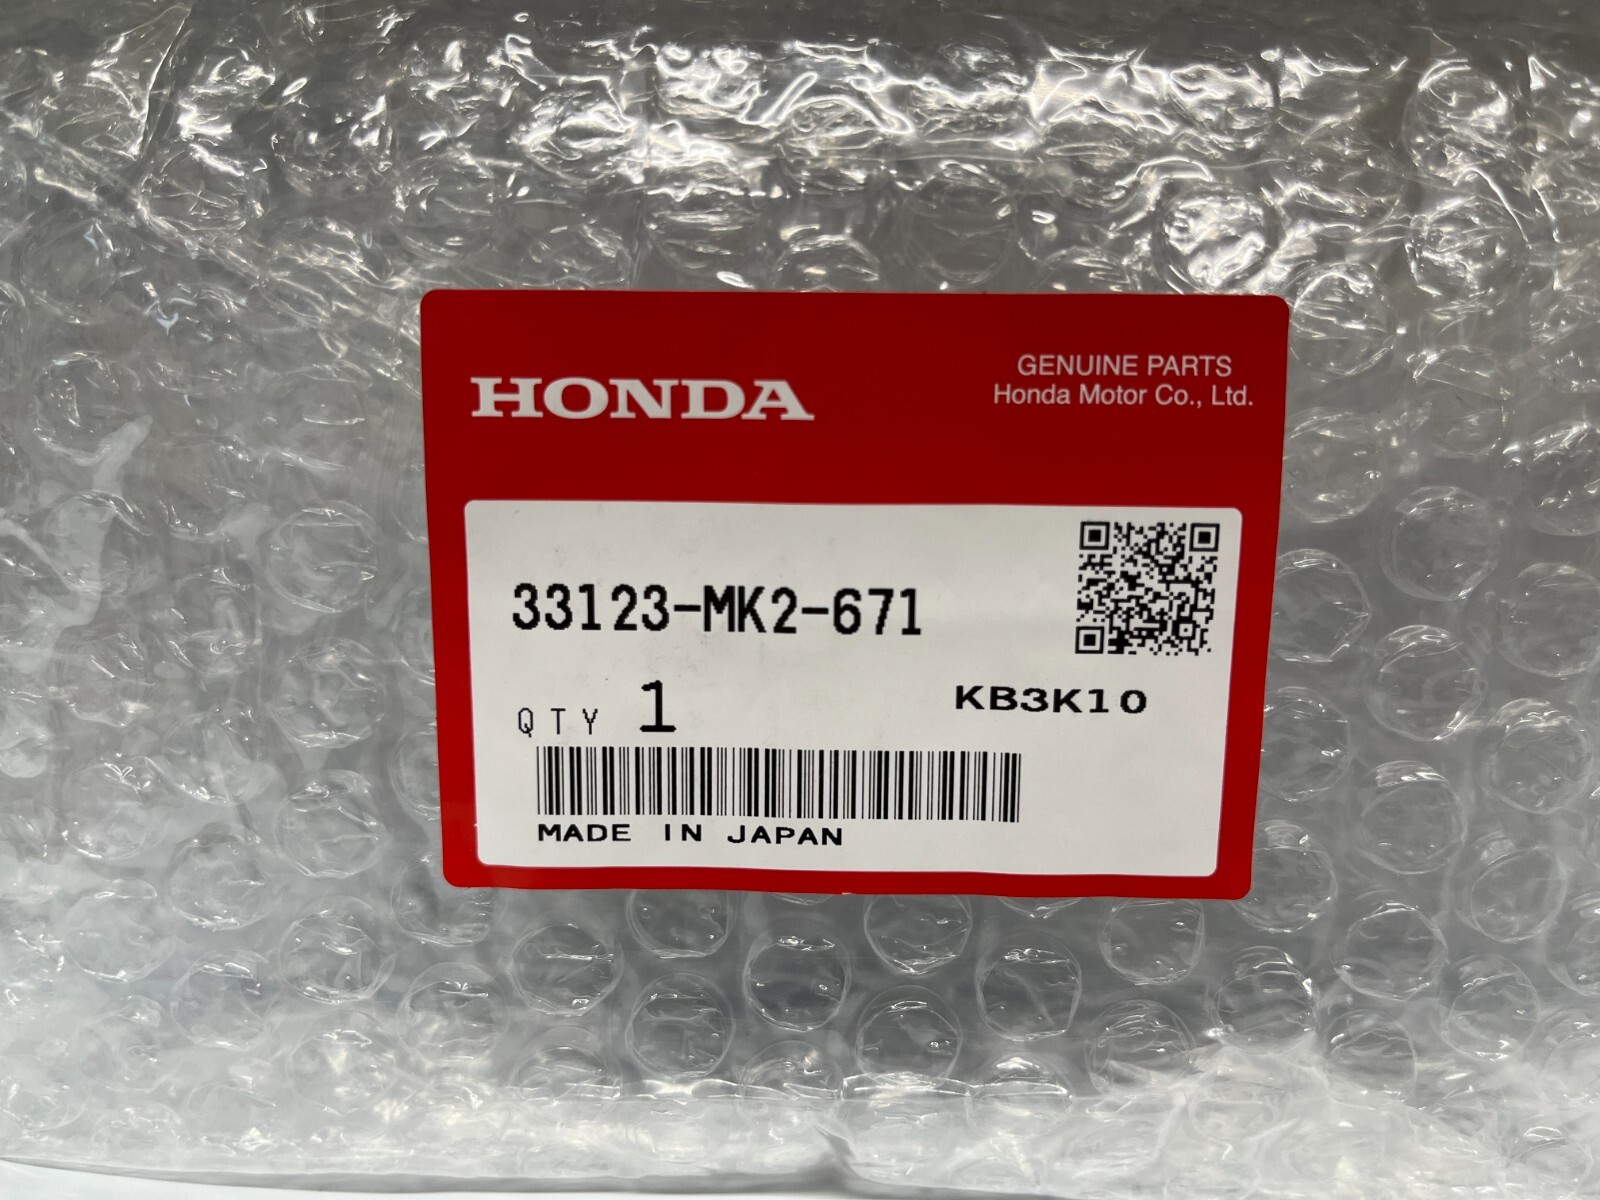 HONDA
GENUINE PARTS
Honda Motor Co., Ltd.
33123-MK2-671
QTY 1
KB3K10
MADE IN JAPAN